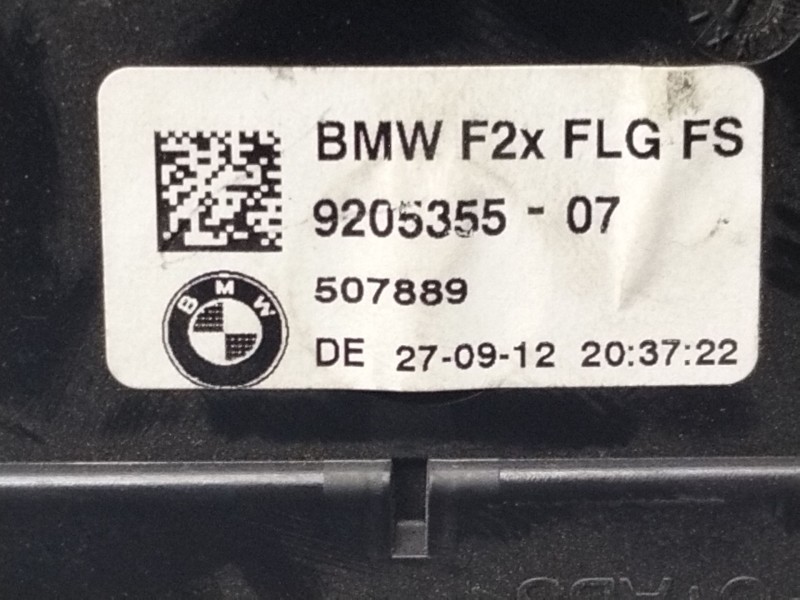 BMW F2x FLG FS
9205355 - 07
507889
BMW
DE 27-09-12 20:37:22